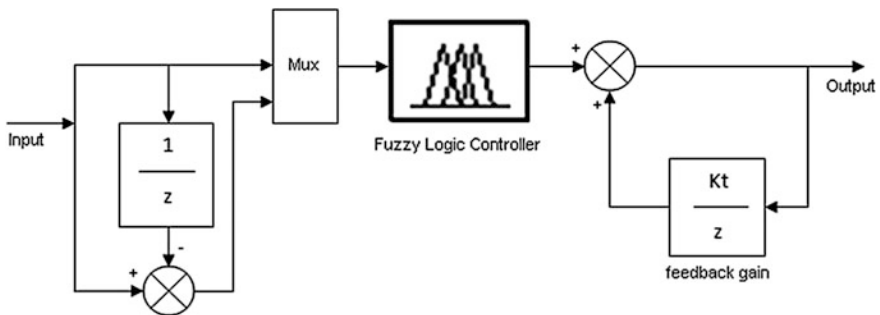 Input
1
z
-
+
Mux
Fuzzy Logic Controller
+
+
Output
Kt
z
feedback gain